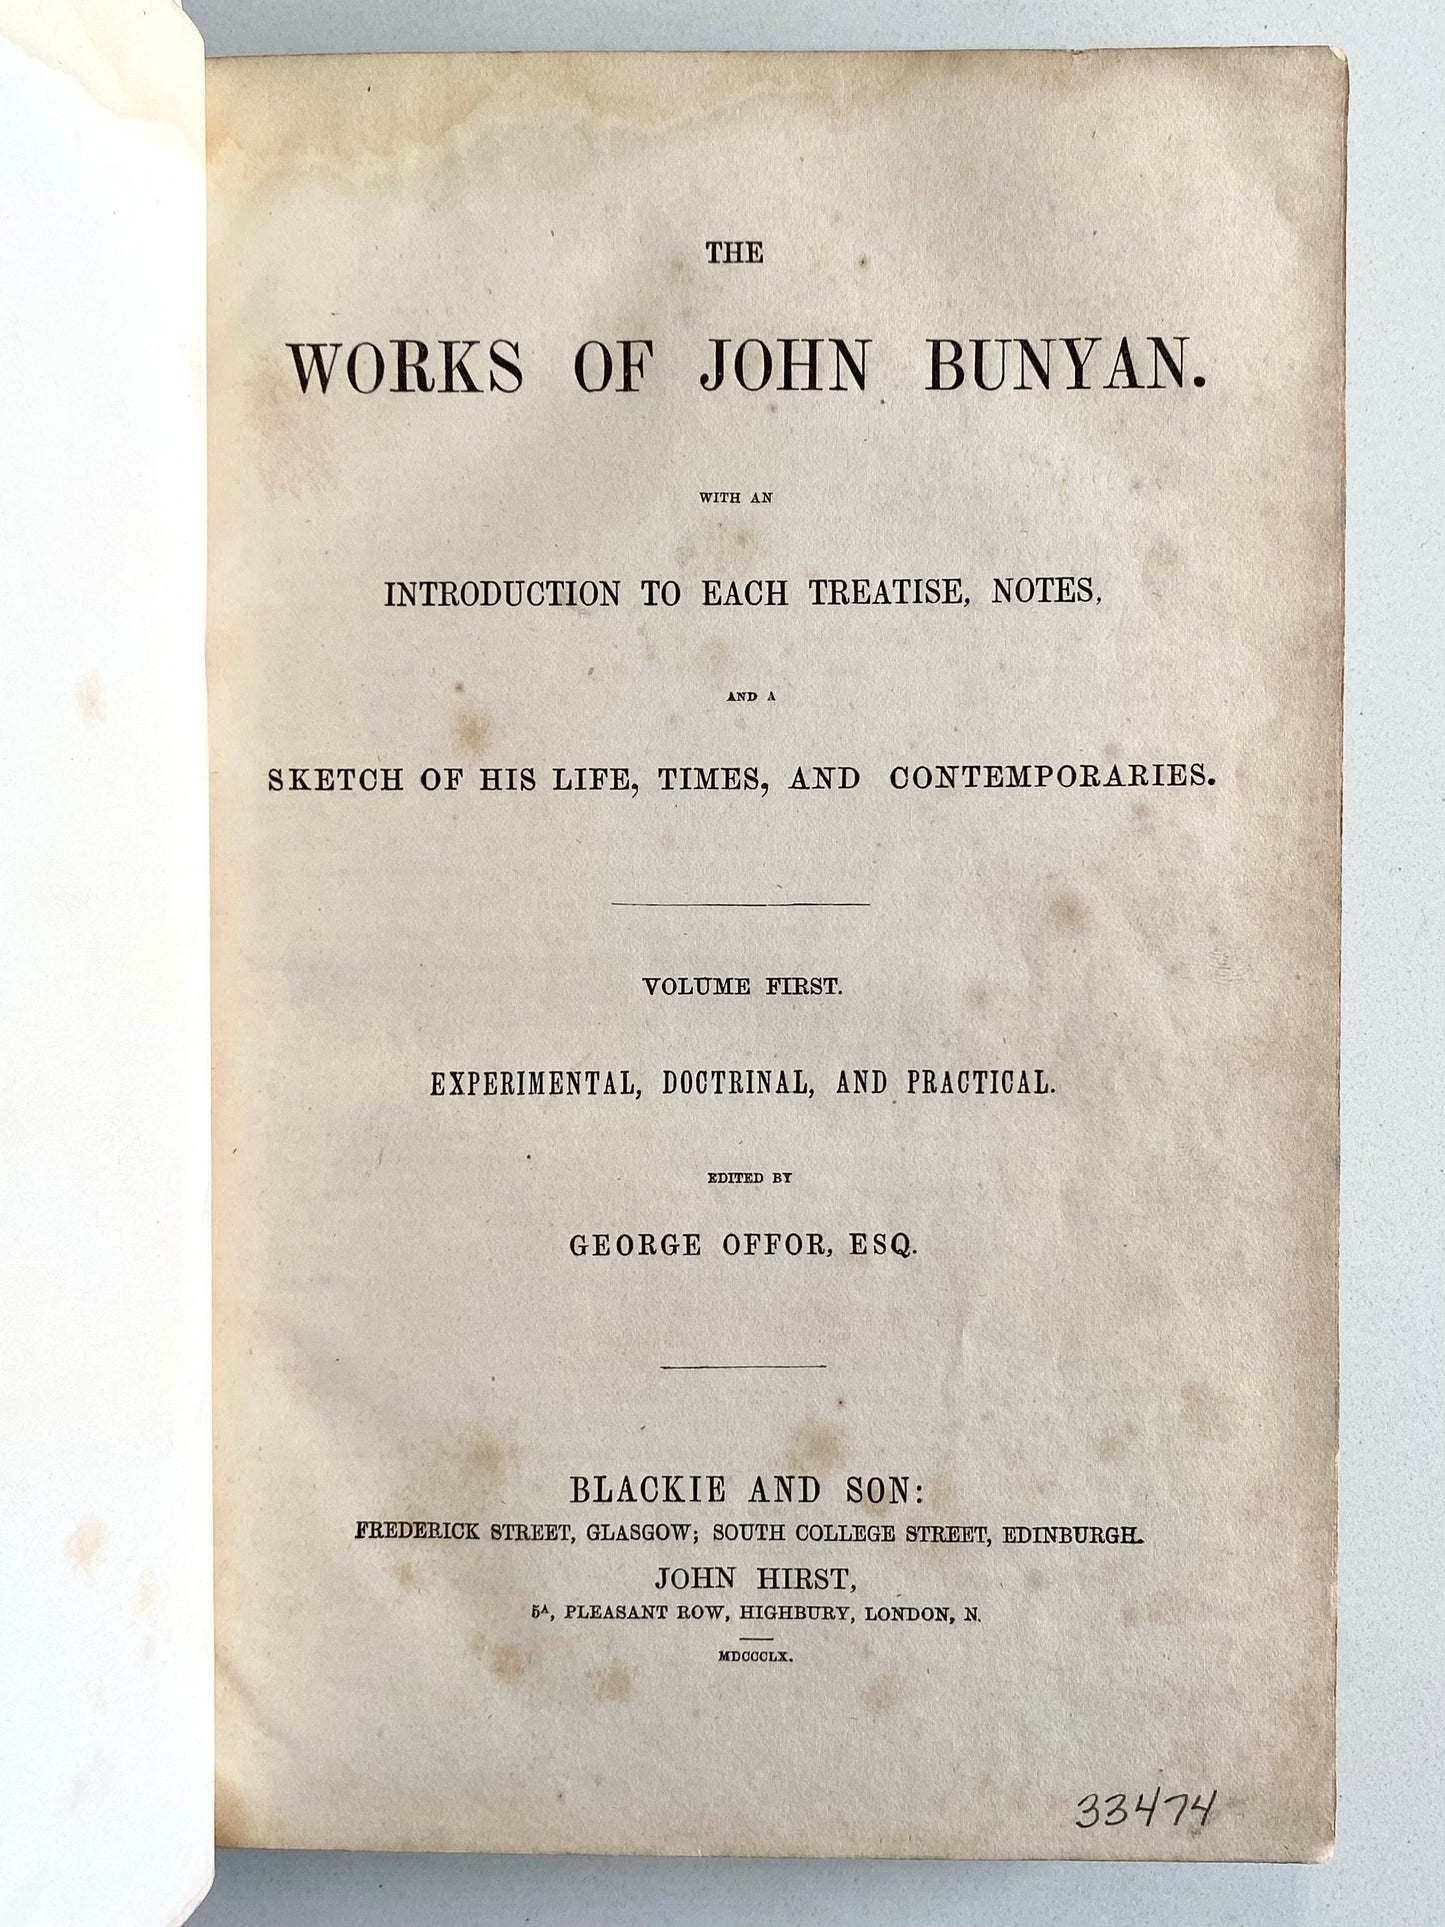 THE
WORKS OF JOHN BUNYAN.
WITH AN
INTRODUCTION TO EACH TREATISE, NOTES,
AND A
SKETCH OF HIS LIFE, TIMES, AND CONTEMPORARIES.
VOLUME FIRST.
EXPERIMENTAL, DOCTRINAL, AND PRACTICAL.
EDITED BY
GEORGE OFFOR, ESQ.
BLACKIE AND SON:
FREDERICK STREET, GLASGOW; SOUTH COLLEGE STREET, EDINBURGH.
JOHN HIRST,
5A, PLEASANT ROW, HIGHBURY, LONDON, N.
MDCCCLX.
33474